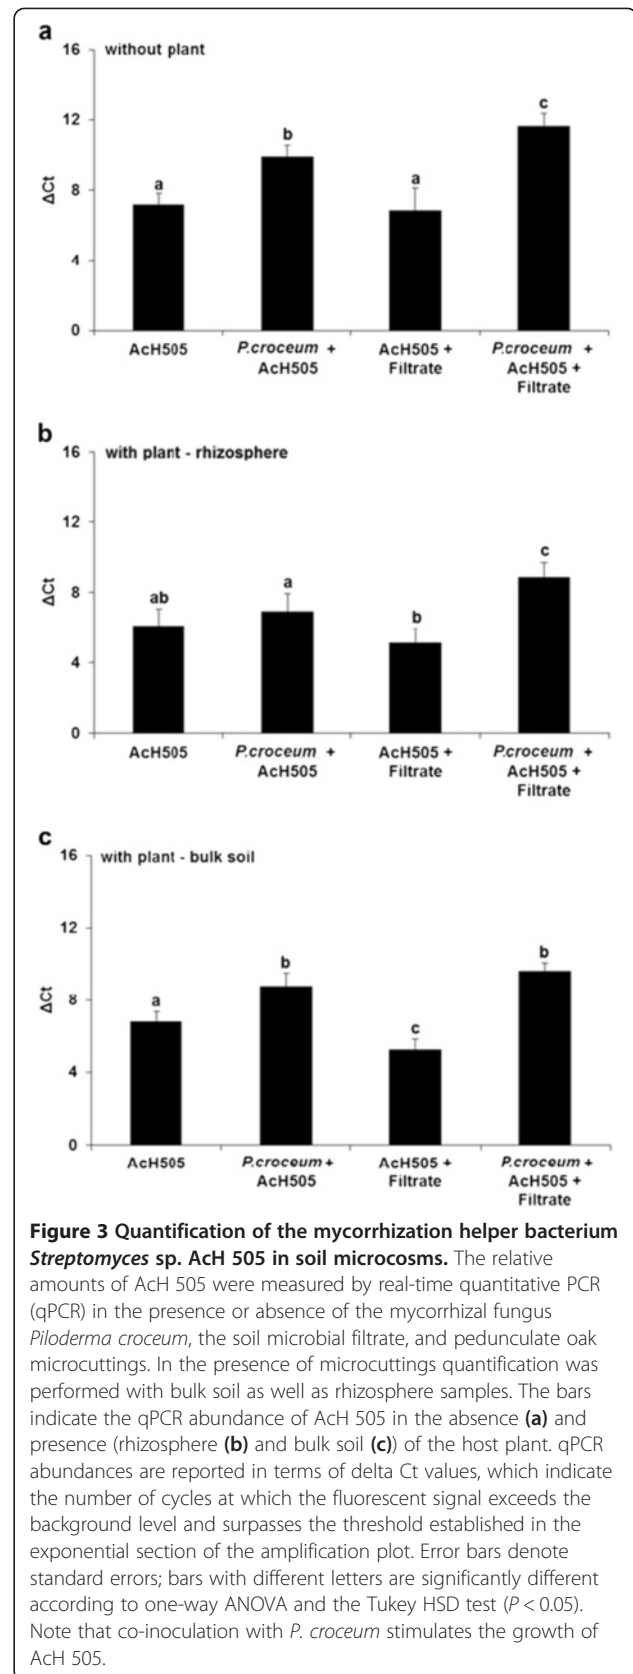 a
16
without plant
c
12
b
a
a
ΔCt
8
4
0
AcH505
P.croceum +
AcH505
AcH505 +
Filtrate
P.croceum +
AcH505 +
Filtrate
b
16
with plant - rhizosphere
12
c
ΔCt
8
ab
a
b
4
0
AcH505
P.croceum +
AcH505
AcH505 +
Filtrate
P.croceum +
AcH505 +
Filtrate
c
16
with plant - bulk soil
12
b
b
ΔCt
8
a
c
4
0
AcH505
P.croceum +
AcH505
AcH505 +
Filtrate
P.croceum +
AcH505 +
Filtrate
Figure 3 Quantification of the mycorrhization helper bacterium
Streptomyces sp. AcH 505 in soil microcosms. The relative
amounts of AcH 505 were measured by real-time quantitative PCR
(qPCR) in the presence or absence of the mycorrhizal fungus
Piloderma croceum, the soil microbial filtrate, and pedunculate oak
microcuttings. In the presence of microcuttings quantification was
performed with bulk soil as well as rhizosphere samples. The bars
indicate the qPCR abundance of AcH 505 in the absence (a) and
presence (rhizosphere (b) and bulk soil (c)) of the host plant. qPCR
abundances are reported in terms of delta Ct values, which indicate
the number of cycles at which the fluorescent signal exceeds the
background level and surpasses the threshold established in the
exponential section of the amplification plot. Error bars denote
standard errors; bars with different letters are significantly different
according to one-way ANOVA and the Tukey HSD test (P < 0.05).
Note that co-inoculation with P. croceum stimulates the growth of
AcH 505.